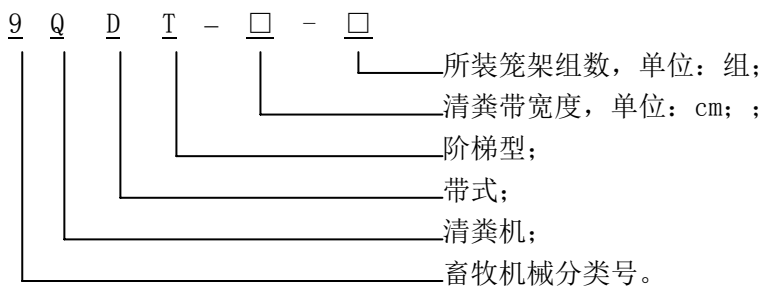 9 Q D T – □ - □
所装笼架组数，单位：组；
清粪带宽度，单位：cm；；
阶梯型；
带式；
清粪机；
畜牧机械分类号。